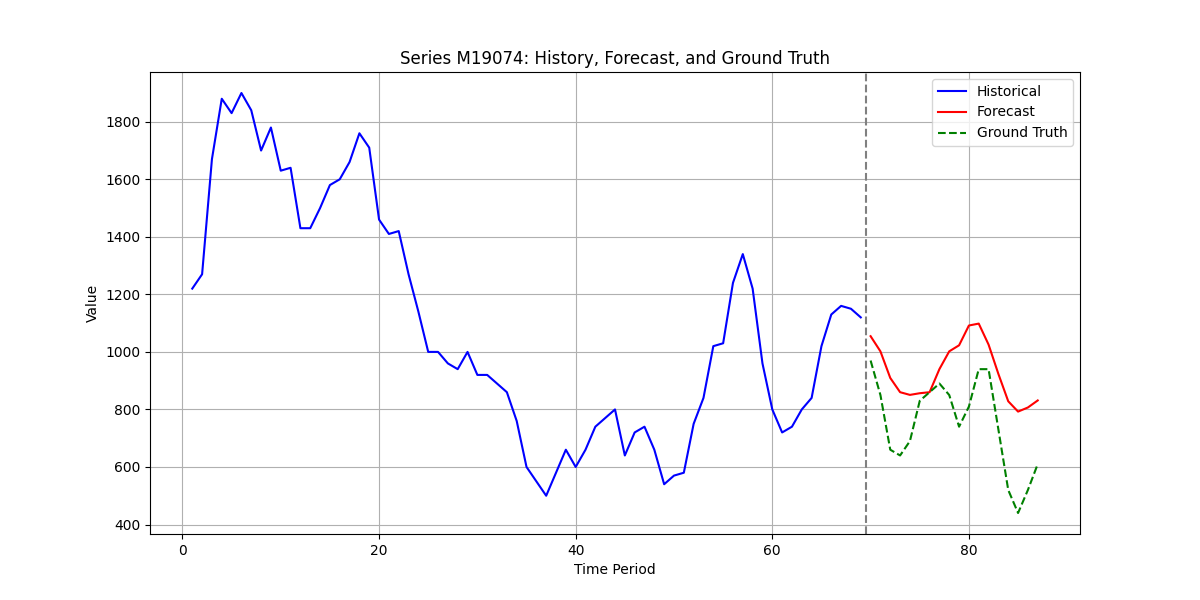 Series M19074: History, Forecast, and Ground Truth
Historical
Forecast
Ground Truth
Value
1800
1600
1400
1200
1000
800
600
400
0 20 40 60 80
Time Period